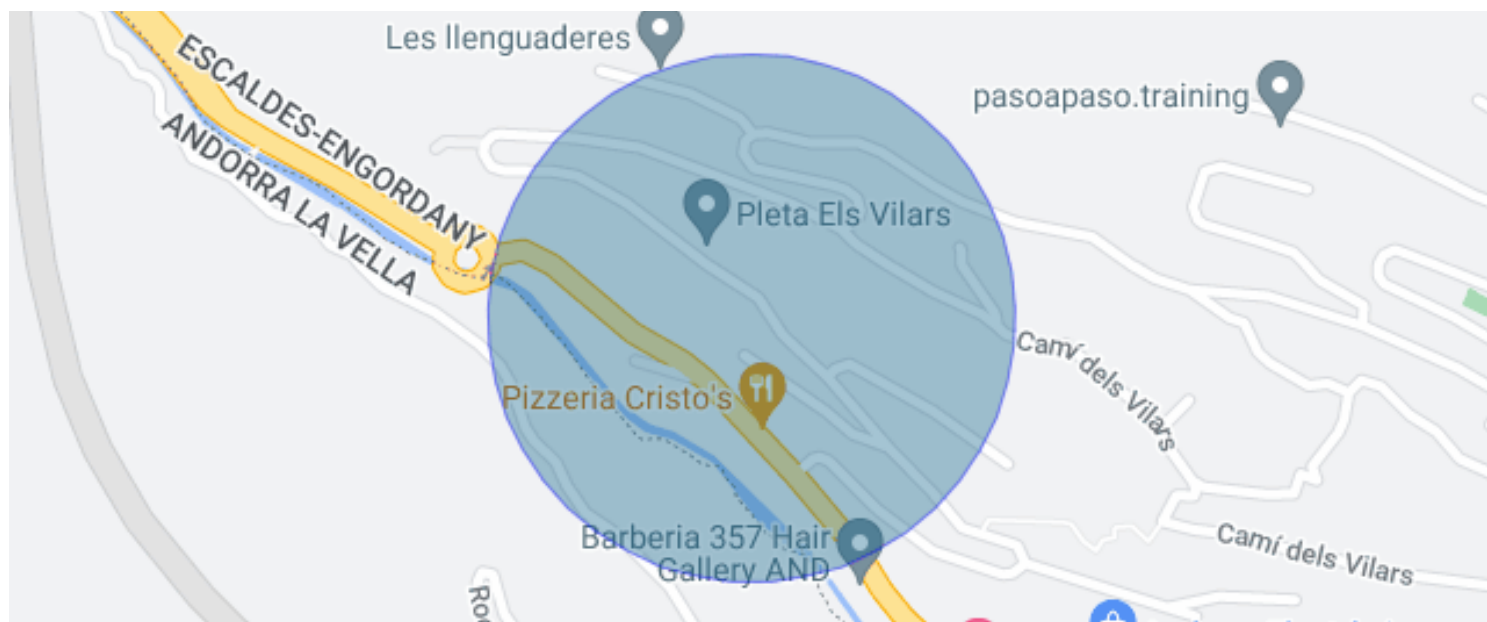 Les llenguaderes
ESCALDES-ENGORDANY
pasoapaso.training
ANDORRA LA VELLA
Pleta Els Vilars
Camí dels Vilars
Pizzeria Cristo's
Barberia 357 Hair
Gallery AND
Camí dels Vilars